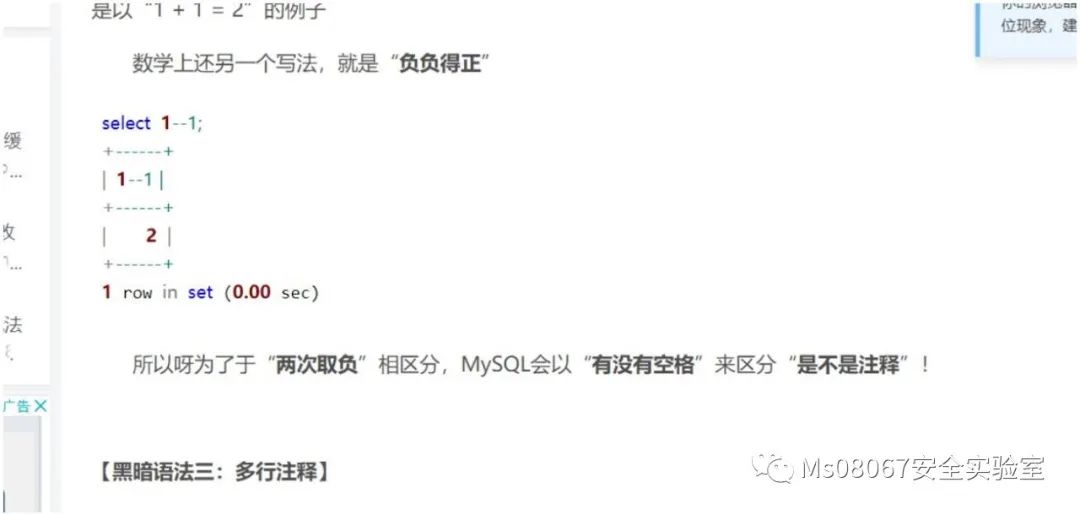 是以“1 + 1 = 2”的例子
位现象，建
数学上还另一个写法，就是“负负得正”
select 1--1;
+------+
| 1--1 |
+------+
|    2 |
+------+
1 row in set (0.00 sec)
所以呀为了于“两次取负”相区分，MySQL会以“有没有空格”来区分“是不是注释”！
【黑暗语法三：多行注释】
缓
改
法
广告
Ms08067安全实验室